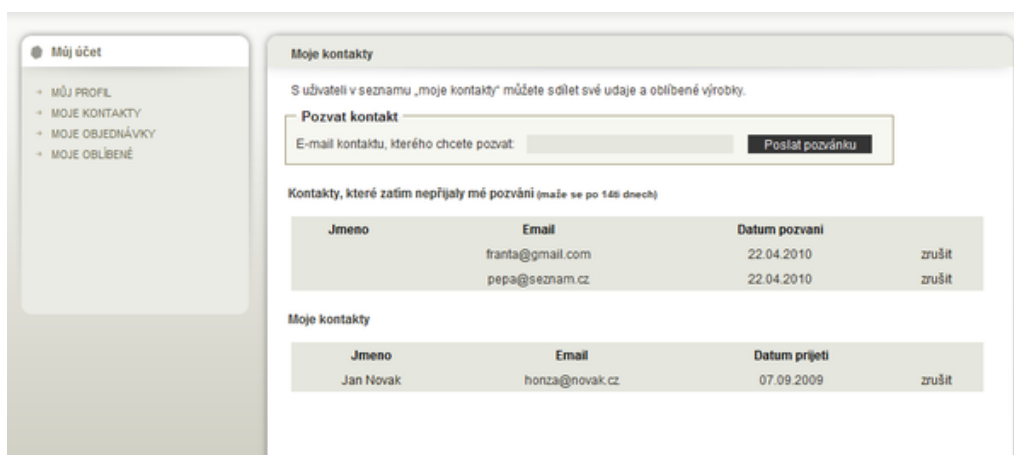 Můj účet
MŮJ PROFIL
MOJE KONTAKTY
MOJE OBJEDNÁVKY
MOJE OBLÍBENÉ
Moje kontakty
S uživateli v seznamu „moje kontakty“ můžete sdílet své udaje a oblíbené výrobky.
Pozvat kontakt
E-mail kontaktu, kterého chcete pozvat: Poslat pozvánku
Kontakty, které zatím nepřijaly mé pozvání (maže se po 14ti dnech)
Jmeno Email Datum pozvani
franta@gmail.com 22.04.2010 zrušit
pepa@seznam.cz 22.04.2010 zrušit
Moje kontakty
Jmeno Email Datum prijeti
Jan Novak honza@novak.cz 07.09.2009 zrušit